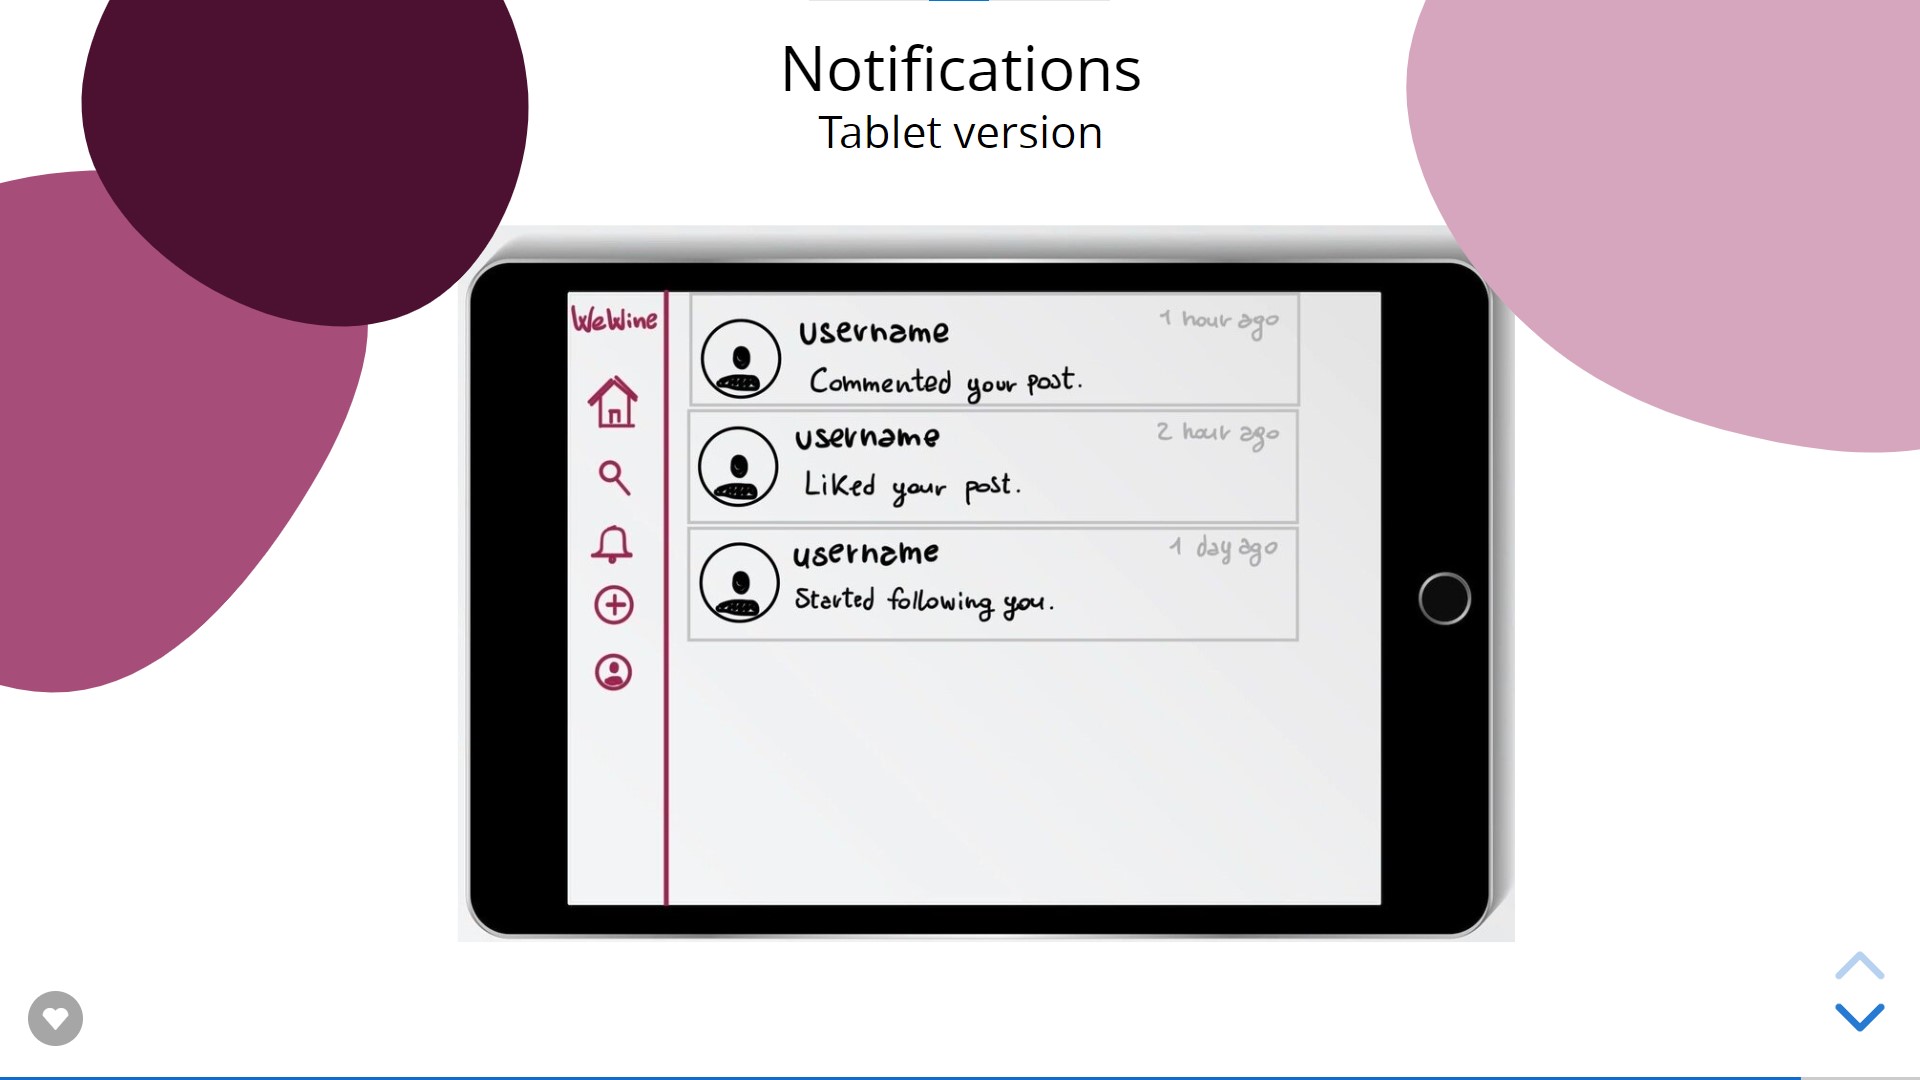 Notifications
Tablet version
WeWine
username
1 hour ago
Commented your post.
username
2 hour ago
Liked your post.
username
1 day ago
Started following you.